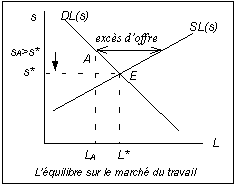 s
DL(s)
SL(s)
excès d'offre
sA>s*
A
s*
E
LA
L*
L
L'équilibre sur le marché du travail